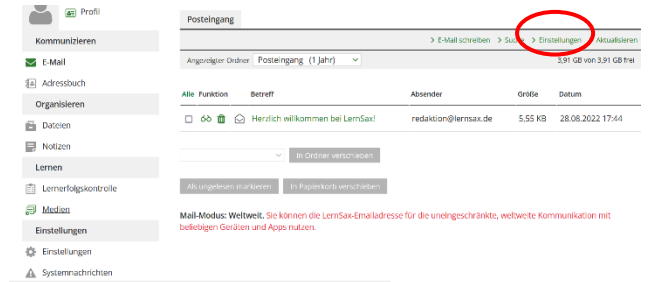 Profil
Kommunizieren
E-Mail
Adressbuch
Organisieren
Dateien
Notizen
Lernen
Lernerfolgskontrolle
Medien
Einstellungen
Einstellungen
Systemnachrichten
Posteingang
> E-Mail schreiben > Suche > Einstellungen Aktualisieren
Angezeigter Ordner Posteingang (1 Jahr) 3,91 GB von 3,91 GB frei
Alle Funktion Betreff Absender Größe Datum
Herzlich willkommen bei LernSax! redaktion@lernsax.de 5,55 KB 28.08.2022 17:44
In Ordner verschieben
Als ungelesen markieren In Papierkorb verschieben
Mail-Modus: Weltweit. Sie können die LernSax-Emailadresse für die uneingeschränkte, weltweite Kommunikation mit
beliebigen Geräten und Apps nutzen.